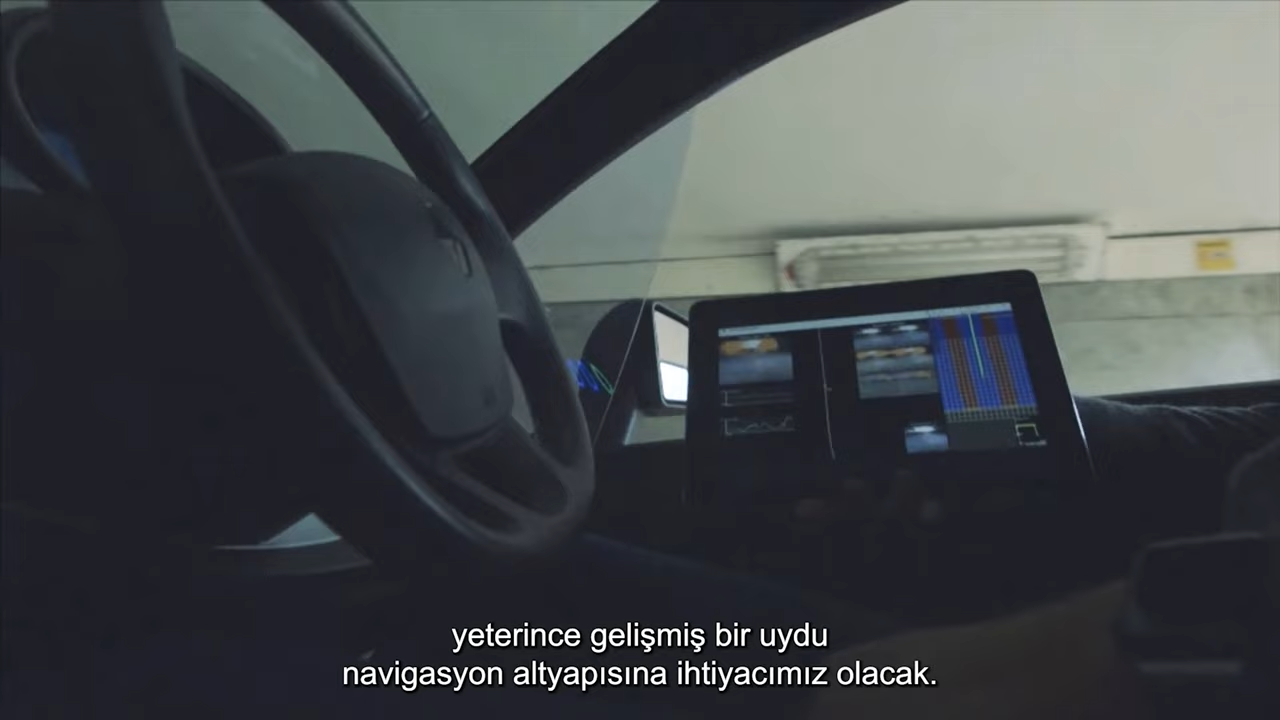 yeterince gelişmiş bir uydu
navigasyon altyapısına ihtiyacımız olacak.